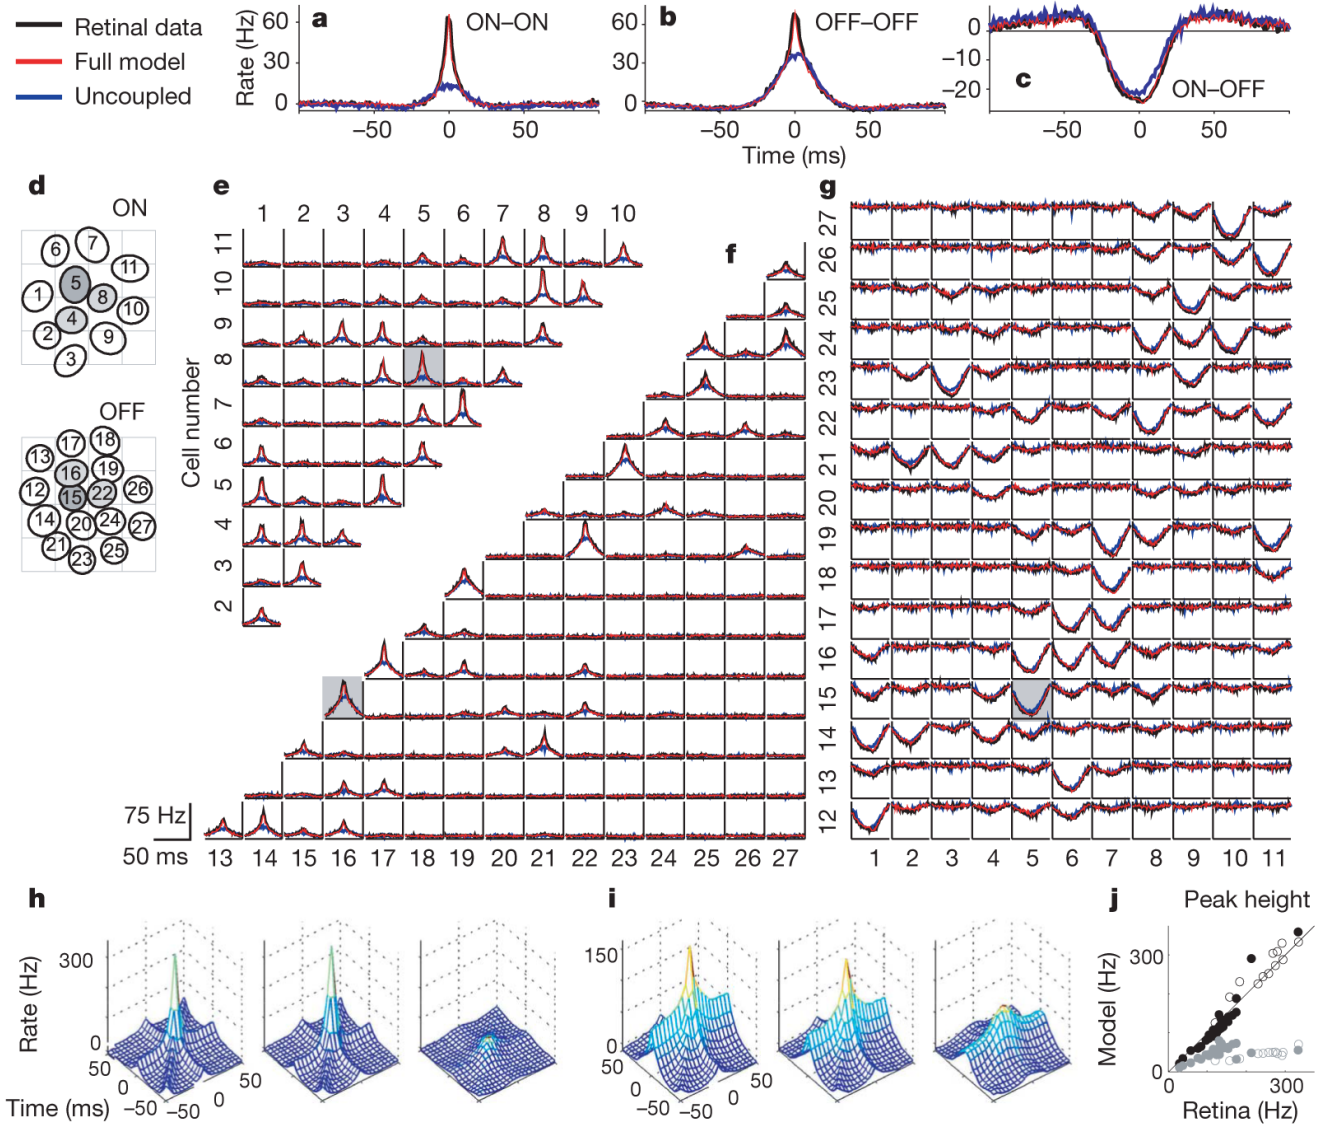 Retinal data
Full model
Uncoupled
a
ON–ON
Rate (Hz)
60
30
0
−50 0 50
b
OFF–OFF
60
30
0
−50 0 50
Time (ms)
c
ON–OFF
0
−10
−20
−50 0 50
d
ON
6 7
11
5
1 8
10
4
2 9
3
OFF
17 18
13
16 19
12 15 22 26
14 20 24 27
21 23 25
e
1 2 3 4 5 6 7 8 9 10
Cell number
11
10
9
8
7
6
5
4
3
2
f
75 Hz
50 ms
13 14 15 16 17 18 19 20 21 22 23 24 25 26 27
g
27
26
25
24
23
22
21
20
19
18
17
16
15
14
13
12
1 2 3 4 5 6 7 8 9 10 11
h
Rate (Hz)
300
0
50
0
−50 −50
0
50
Time (ms)
i
150
0
50
0
−50 −50
0
50
j
Peak height
Model (Hz)
300
0
0 300
Retina (Hz)